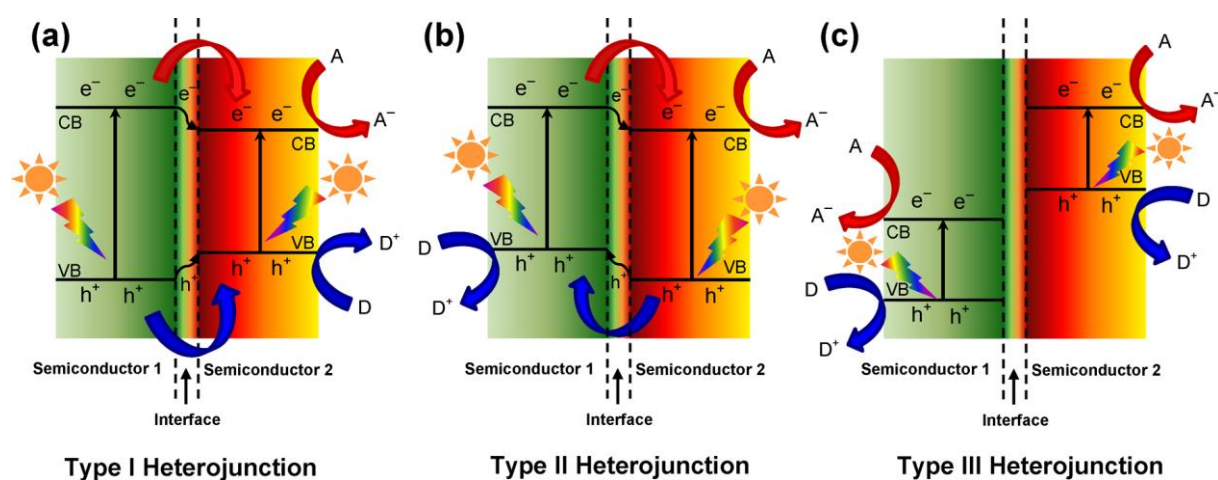 (a)
A
e⁻ e⁻ e⁻ e⁻ e⁻
CB
CB
A⁻
VB
D⁺
VB
h⁺ h⁺
h⁺ h⁺ h⁺
D
Semiconductor 1
Semiconductor 2
Interface
Type I Heterojunction
(b)
A
e⁻ e⁻ e⁻ e⁻ e⁻
CB
CB
A⁻
D
VB
h⁺ h⁺ h⁺
VB
h⁺ h⁺
D⁺
Semiconductor 1
Semiconductor 2
Interface
Type II Heterojunction
(c)
A
e⁻ e⁻
A⁻
CB
A
VB
h⁺ h⁺
D
A⁻
e⁻ e⁻
CB
D⁺
D
VB
h⁺ h⁺
D⁺
Semiconductor 1
Semiconductor 2
Interface
Type III Heterojunction